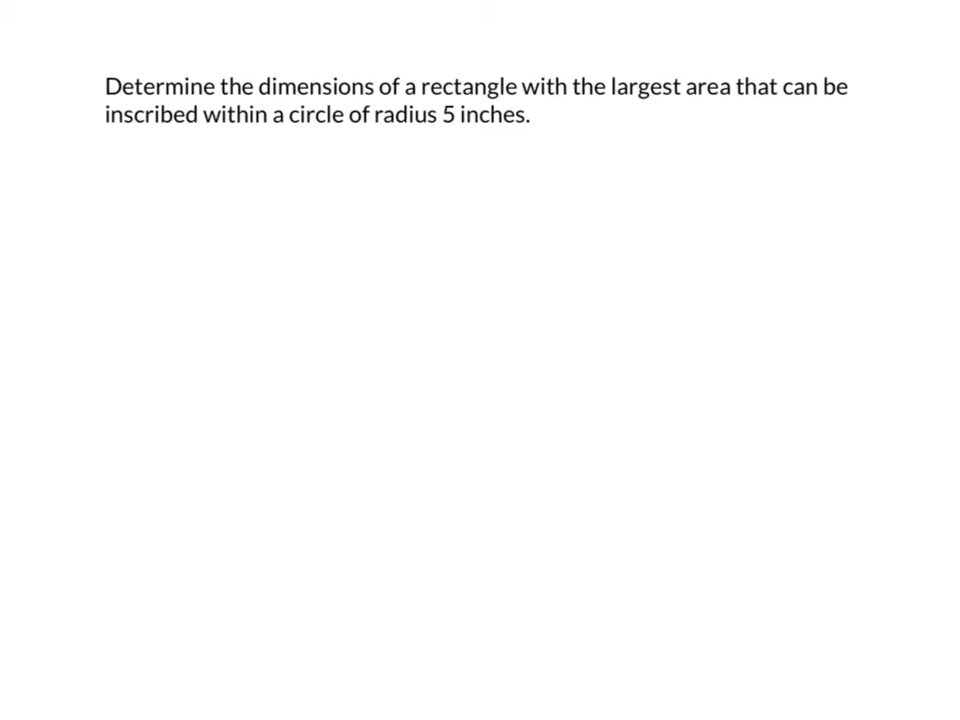 Determine the dimensions of a rectangle with the largest area that can be
inscribed within a circle of radius 5 inches.